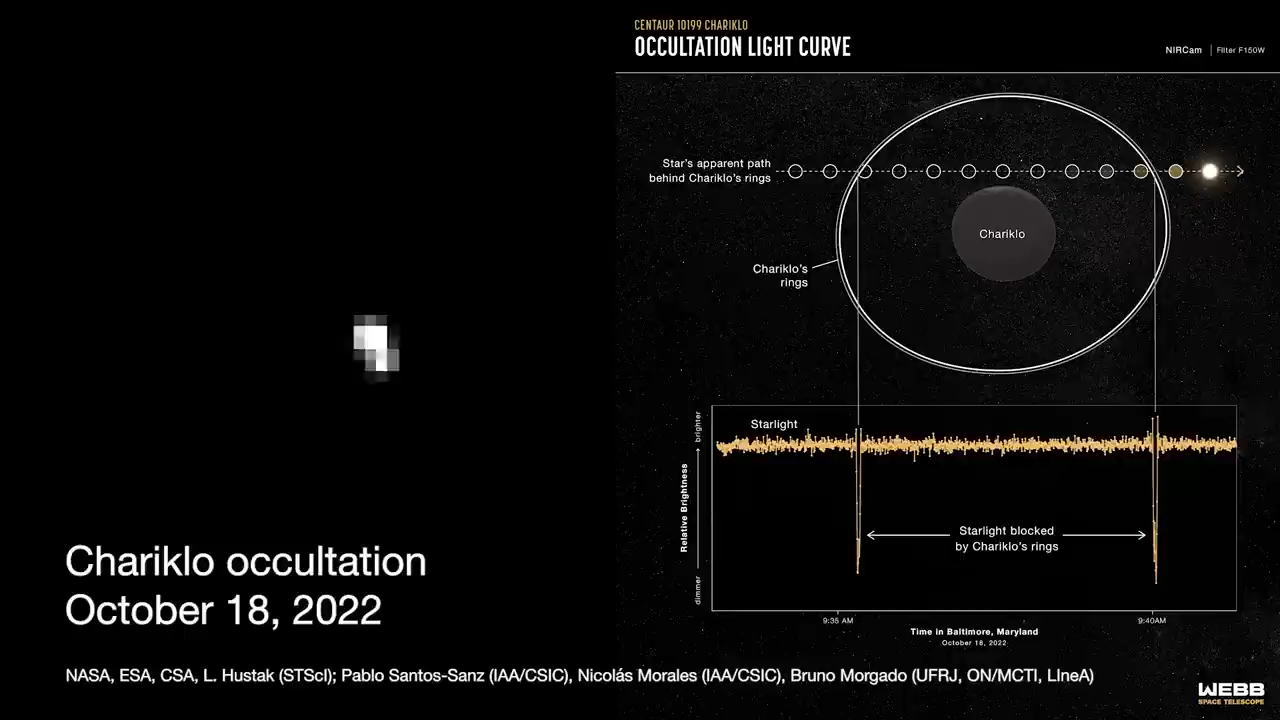 CENTAUR 10199 CHARIKLO
OCCULTATION LIGHT CURVE
NIRCam | Filter F150W
Star's apparent path
behind Chariklo's rings
Chariklo
Chariklo's
rings
brighter
Relative Brightness
dimmer
Starlight
Starlight blocked
by Chariklo's rings
9:35 AM
9:40AM
Time in Baltimore, Maryland
October 18, 2022
Chariklo occultation
October 18, 2022
NASA, ESA, CSA, L. Hustak (STScI); Pablo Santos-Sanz (IAA/CSIC), Nicolás Morales (IAA/CSIC), Bruno Morgado (UFRJ, ON/MCTI, LIneA)
WEBB
SPACE TELESCOPE